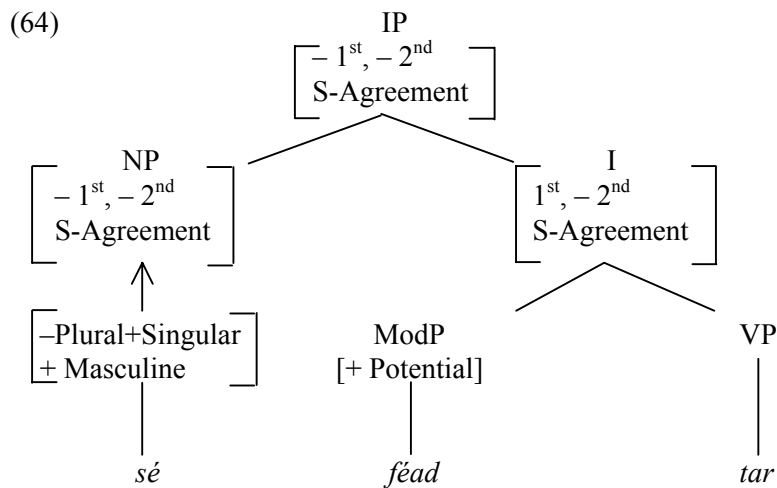 (64)
IP
– 1st, – 2nd
S-Agreement
NP
– 1st, – 2nd
S-Agreement
I
1st, – 2nd
S-Agreement
–Plural+Singular
+ Masculine
ModP
[+ Potential]
VP
sé
féad
tar